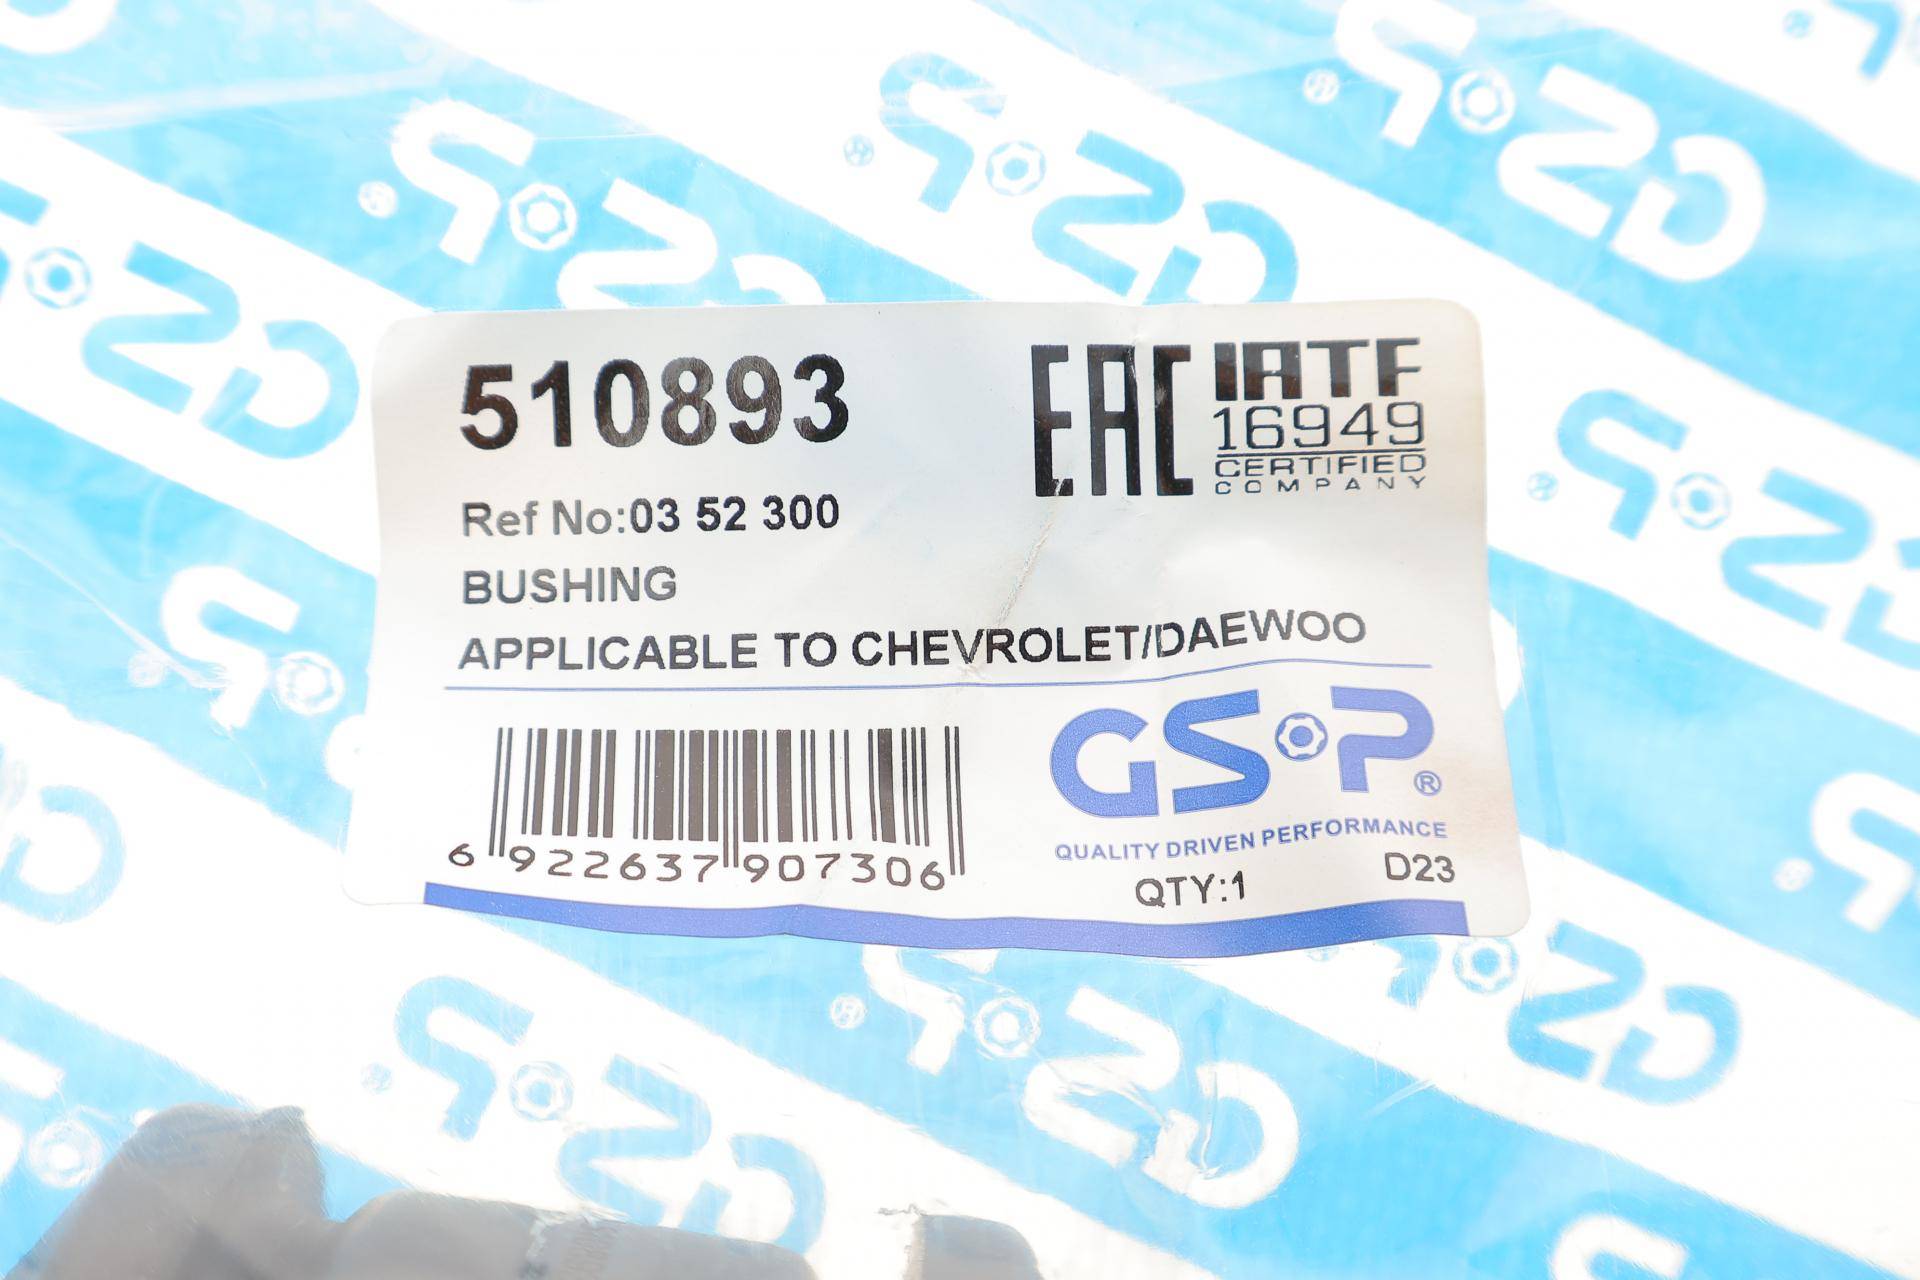 510893
EAC
IATF
16949
CERTIFIED
COMPANY
Ref No:03 52 300
BUSHING
APPLICABLE TO CHEVROLET/DAEWOO
GSP®
QUALITY DRIVEN PERFORMANCE
6 922637 907306
QTY:1
D23